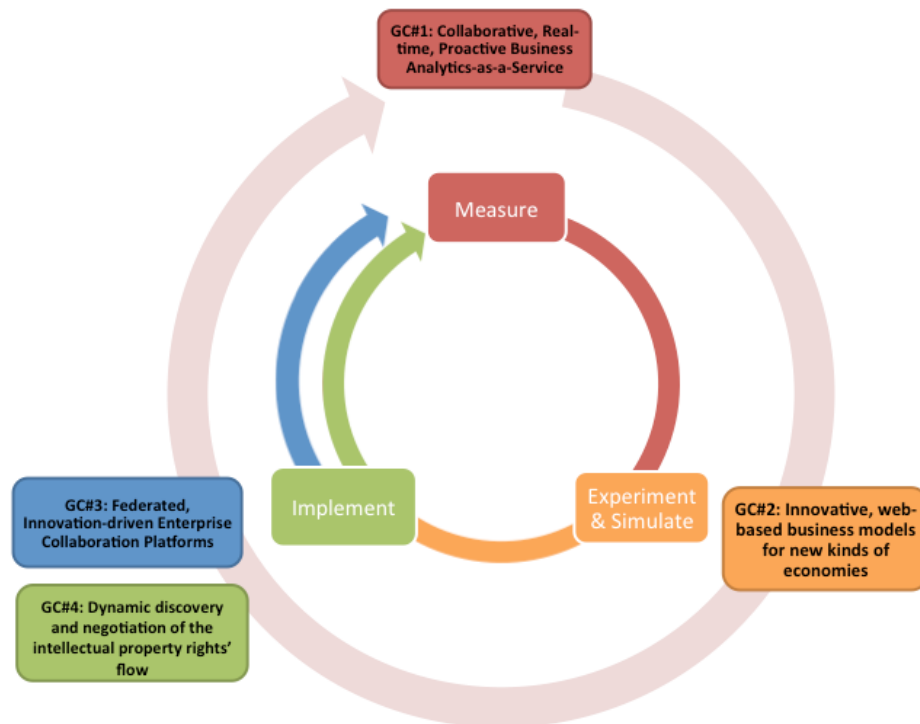 GC#1: Collaborative, Real-
time, Proactive Business
Analytics-as-a-Service
Measure
Implement
Experiment
& Simulate
GC#3: Federated,
Innovation-driven Enterprise
Collaboration Platforms
GC#2: Innovative, web-
based business models
for new kinds of
economies
GC#4: Dynamic discovery
and negotiation of the
intellectual property rights’
flow